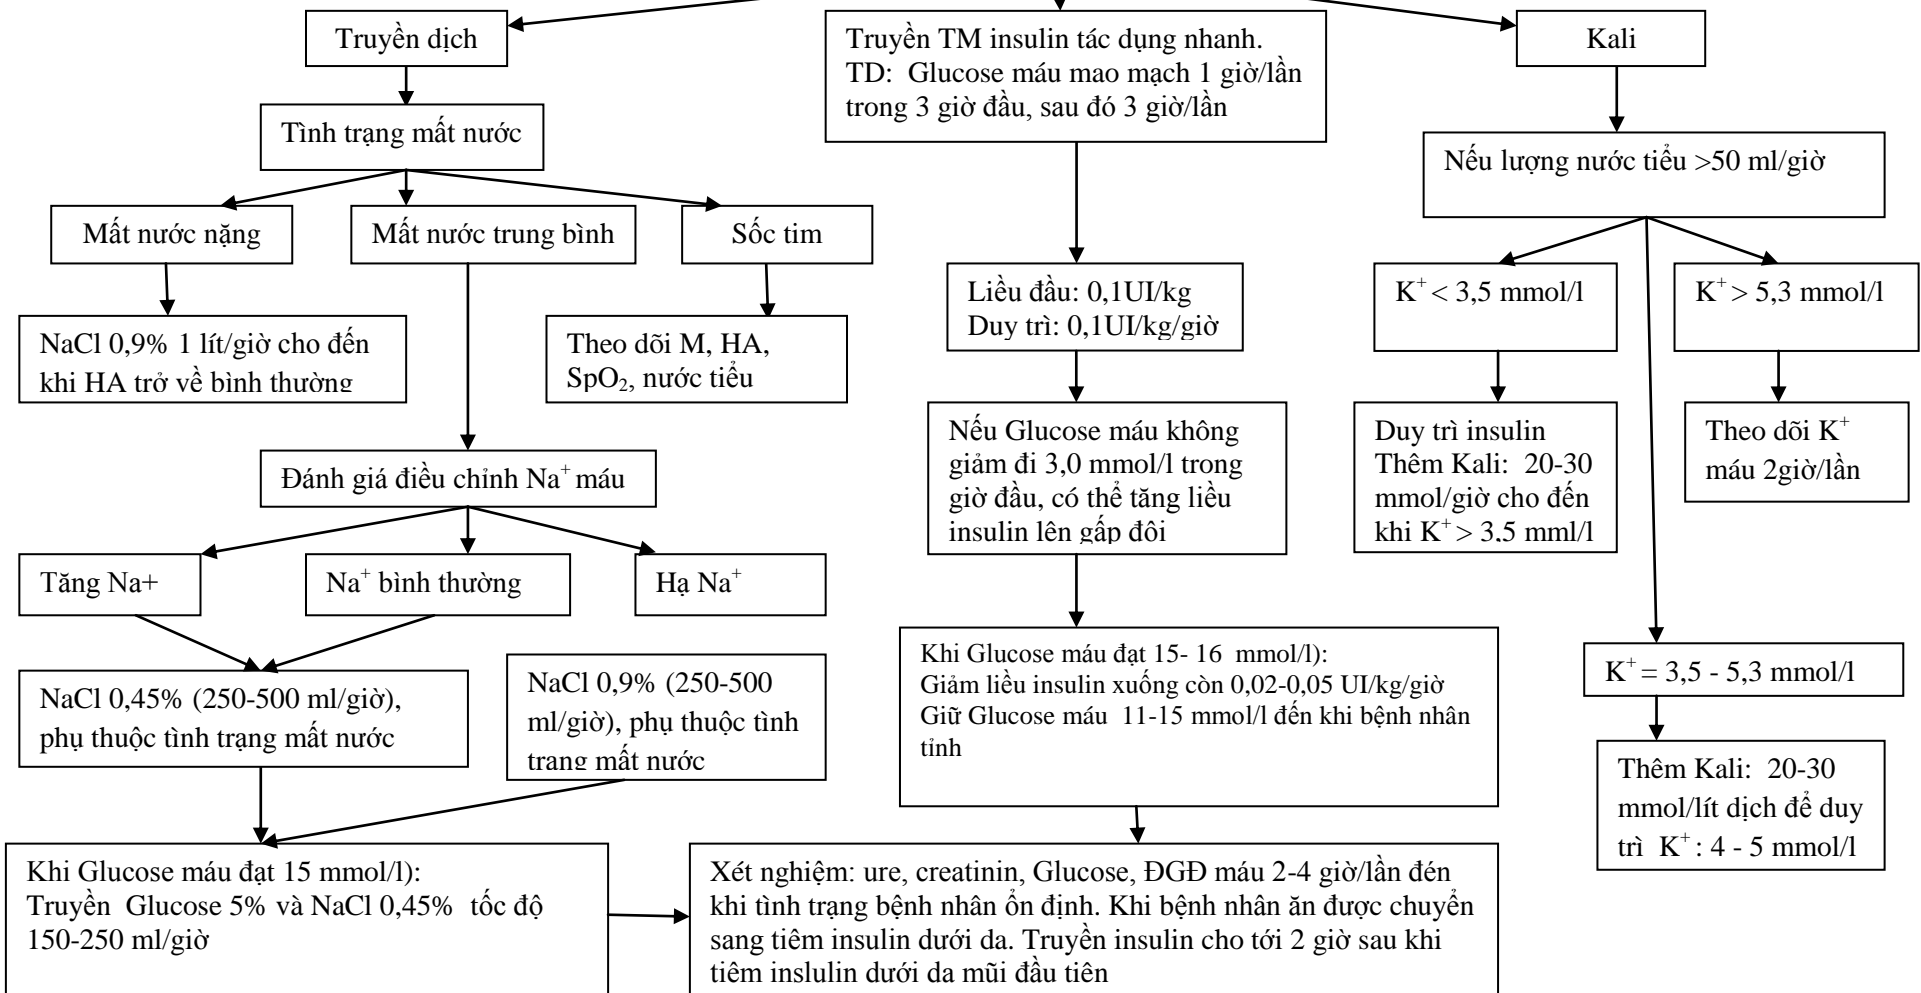 Truyền dịch
Tình trạng mất nước
Mất nước nặng
Mất nước trung bình
Sốc tim
NaCl 0,9% 1 lít/giờ cho đến
khi HA trở về bình thường
Theo dõi M, HA,
SpO₂, nước tiểu
Đánh giá điều chỉnh Na⁺ máu
Tăng Na+
Na⁺ bình thường
Hạ Na⁺
NaCl 0,45% (250-500 ml/giờ),
phụ thuộc tình trạng mất nước
NaCl 0,9% (250-500
ml/giờ), phụ thuộc tình
trạng mất nước
Khi Glucose máu đạt 15 mmol/l):
Truyền Glucose 5% và NaCl 0,45% tốc độ
150-250 ml/giờ
Truyền TM insulin tác dụng nhanh.
TD: Glucose máu mao mạch 1 giờ/lần
trong 3 giờ đầu, sau đó 3 giờ/lần
Liều đầu: 0,1UI/kg
Duy trì: 0,1UI/kg/giờ
Nếu Glucose máu không
giảm đi 3,0 mmol/l trong
giờ đầu, có thể tăng liều
insulin lên gấp đôi
Khi Glucose máu đạt 15- 16 mmol/l):
Giảm liều insulin xuống còn 0,02-0,05 UI/kg/giờ
Giữ Glucose máu 11-15 mmol/l đến khi bệnh nhân
tỉnh
Xét nghiệm: ure, creatinin, Glucose, ĐGĐ máu 2-4 giờ/lần đén
khi tình trạng bệnh nhân ổn định. Khi bệnh nhân ăn được chuyển
sang tiêm insulin dưới da. Truyền insulin cho tới 2 giờ sau khi
tiêm inslulin dưới da mũi đầu tiên
Kali
Nếu lượng nước tiểu >50 ml/giờ
K⁺ < 3,5 mmol/l
K⁺ > 5,3 mmol/l
Duy trì insulin
Thêm Kali: 20-30
mmol/giờ cho đến
khi K⁺ > 3,5 mml/l
Theo dõi K⁺
máu 2giờ/lần
K⁺ = 3,5 - 5,3 mmol/l
Thêm Kali: 20-30
mmol/lít dịch để duy
trì K⁺ : 4 - 5 mmol/l